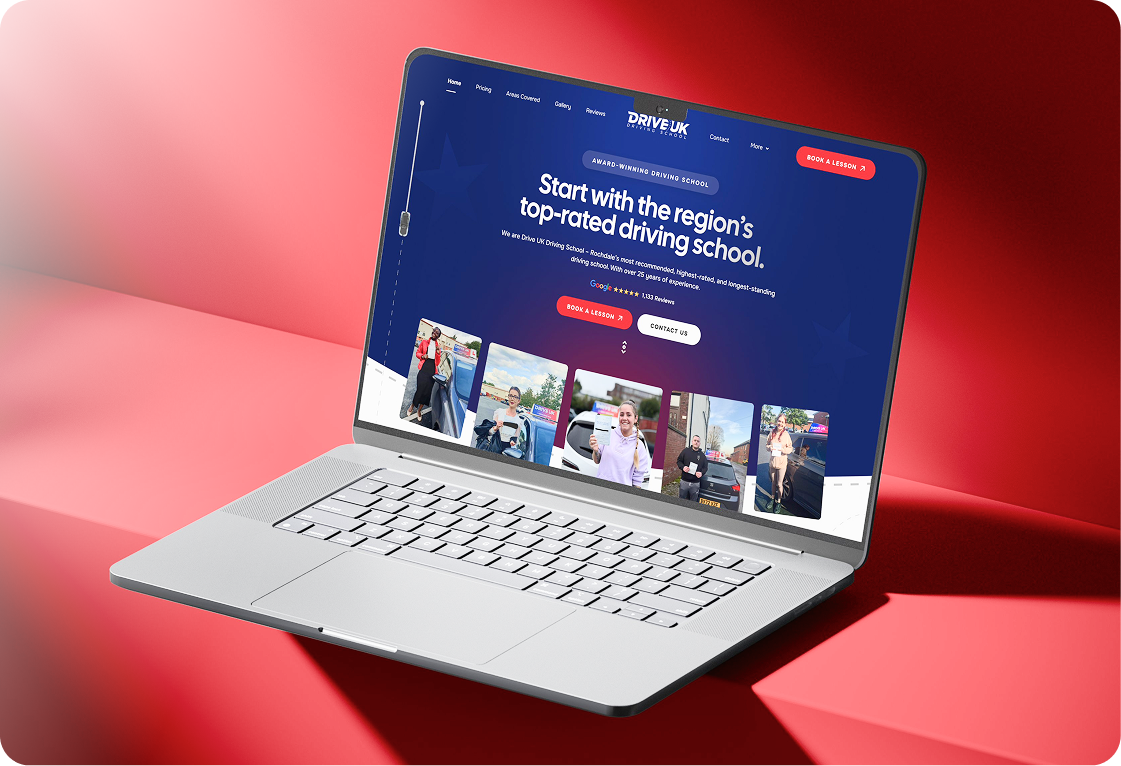 Home
Pricing
Areas Covered
Gallery
Reviews
DRIVE UK
DRIVING SCHOOL
Contact
More
BOOK A LESSON
AWARD-WINNING DRIVING SCHOOL
Start with the region's
top-rated driving school.
We are Drive UK Driving School – Rochdale's most recommended, highest-rated, and longest-standing
driving school. With over 25 years of experience.
Google 1,133 Reviews
BOOK A LESSON
CONTACT US